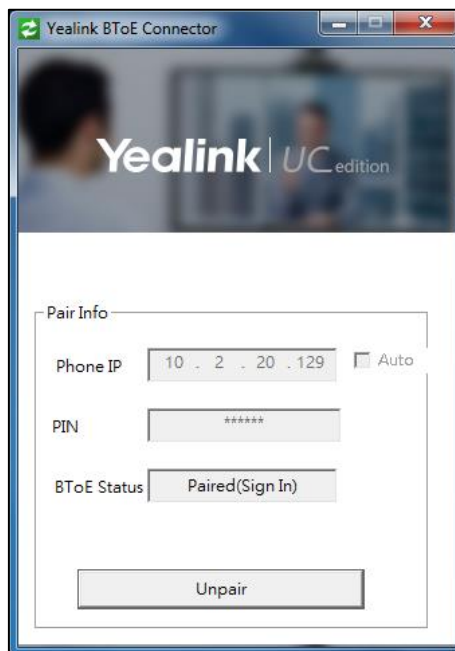 Yealink BToE Connector
Yealink | UC edition
Pair Info
Phone IP 10 . 2 . 20 . 129 Auto
PIN ******
BToE Status Paired(Sign In)
Unpair